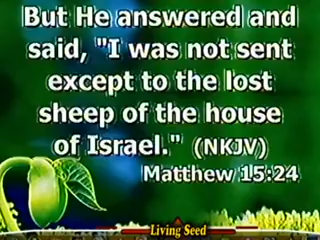 But He answered and
said, "I was not sent
except to the lost
sheep of the house
of Israel." (NKJV)
Matthew 15:24
Living Seed